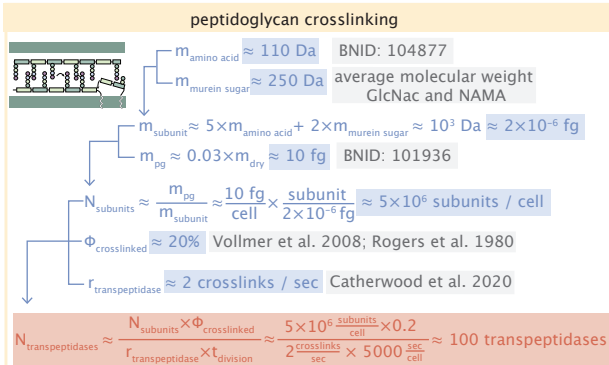 peptidoglycan crosslinking
m_amino acid ≈ 110 Da BNID: 104877
m_murein sugar ≈ 250 Da average molecular weight GlcNac and NAMA
m_subunit ≈ 5×m_amino acid + 2×m_murein sugar ≈ 10³ Da ≈ 2×10⁻⁶ fg
m_pg ≈ 0.03×m_dry ≈ 10 fg BNID: 101936
N_subunits ≈ m_pg / m_subunit ≈ 10 fg / cell × subunit / 2×10⁻⁶ fg ≈ 5×10⁶ subunits / cell
Φ_crosslinked ≈ 20% Vollmer et al. 2008; Rogers et al. 1980
r_transpeptidase ≈ 2 crosslinks / sec Catherwood et al. 2020
N_transpeptidases ≈ N_subunits×Φ_crosslinked / r_transpeptidase×t_division ≈ 5×10⁶ subunits/cell ×0.2 / 2 crosslinks/sec × 5000 sec/cell ≈ 100 transpeptidases